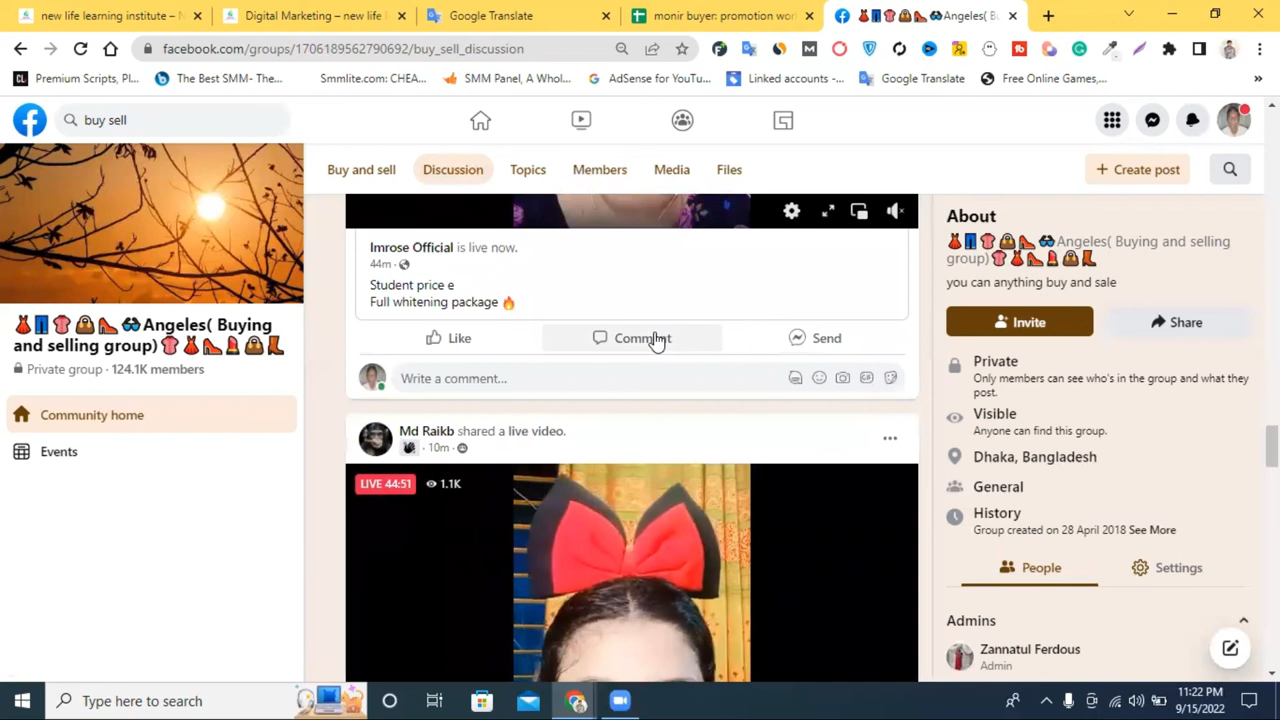 new life learning institute – N
Digital Marketing – new life l
Google Translate
monir buyer: promotion wor
Angeles( B
facebook.com/groups/1706189562790692/buy_sell_discussion
Premium Scripts, Pl...
The Best SMM- The...
Smmlite.com: CHEA...
SMM Panel, A Whol...
AdSense for YouTu...
Linked accounts -...
Google Translate
Free Online Games,...
buy sell
Buy and sell
Discussion
Topics
Members
Media
Files
+ Create post
Angeles( Buying
and selling group)
Private group · 124.1K members
Community home
Events
Imrose Official is live now.
44m ·
Student price e
Full whitening package 🔥
Like
Comment
Send
Write a comment...
GIF
Md Raikb shared a live video.
· 10m ·
LIVE 44:51
1.1K
About
Angeles( Buying and selling
group)
you can anything buy and sale
Invite
Share
Private
Only members can see who's in the group and what they
post.
Visible
Anyone can find this group.
Dhaka, Bangladesh
General
History
Group created on 28 April 2018 See More
People
Settings
Admins
Zannatul Ferdous
Admin
Type here to search
11:22 PM
9/15/2022